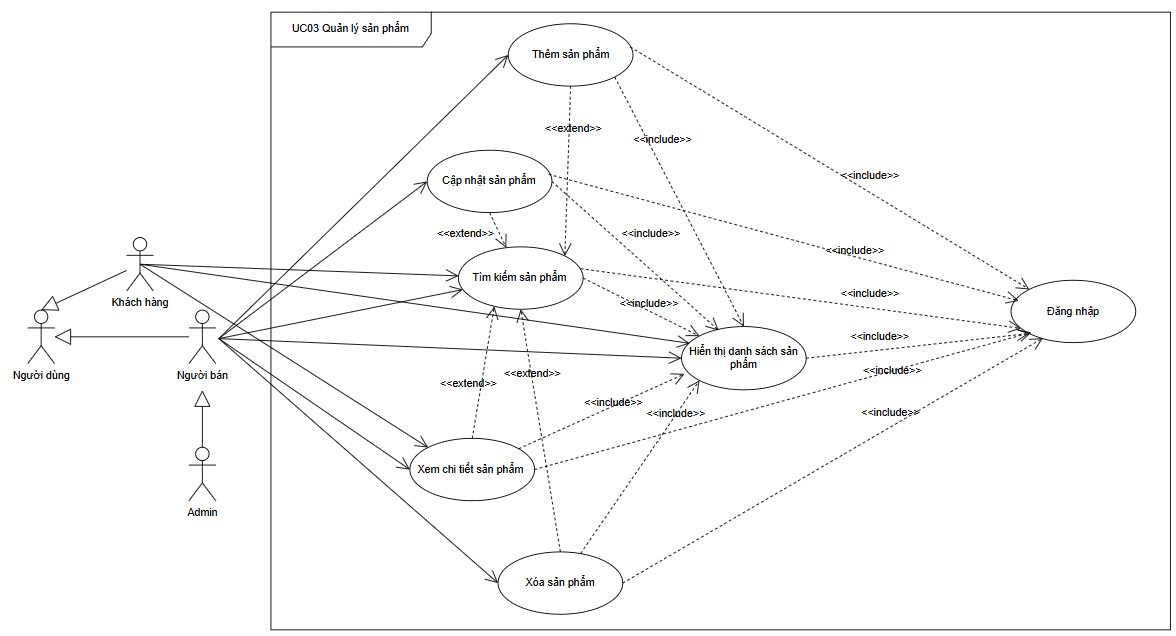 UC03 Quản lý sản phẩm
Thêm sản phẩm
<<extend>>
<<include>>
<<include>>
Cập nhật sản phẩm
<<extend>>
<<include>>
<<include>>
Tìm kiếm sản phẩm
<<include>>
<<include>>
Khách hàng
Đăng nhập
Hiển thị danh sách sản
phẩm
<<include>>
Người dùng
Người bán
<<extend>>
<<extend>>
<<include>>
<<include>>
<<include>>
<<include>>
Xem chi tiết sản phẩm
Admin
Xóa sản phẩm